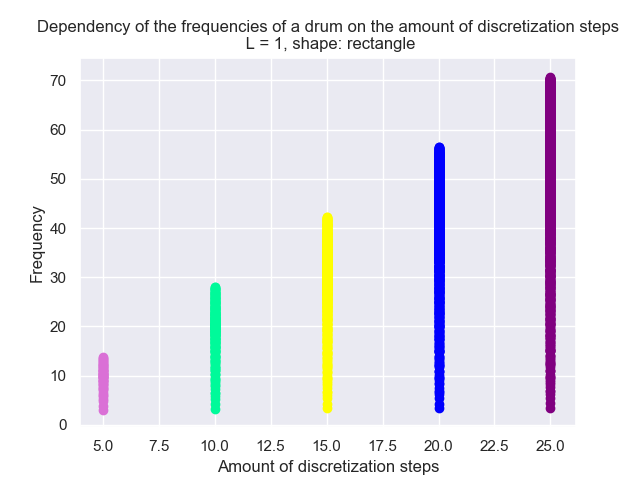 Dependency of the frequencies of a drum on the amount of discretization steps
L = 1, shape: rectangle
70
60
50
40
30
20
10
0
Frequency
5.0 7.5 10.0 12.5 15.0 17.5 20.0 22.5 25.0
Amount of discretization steps